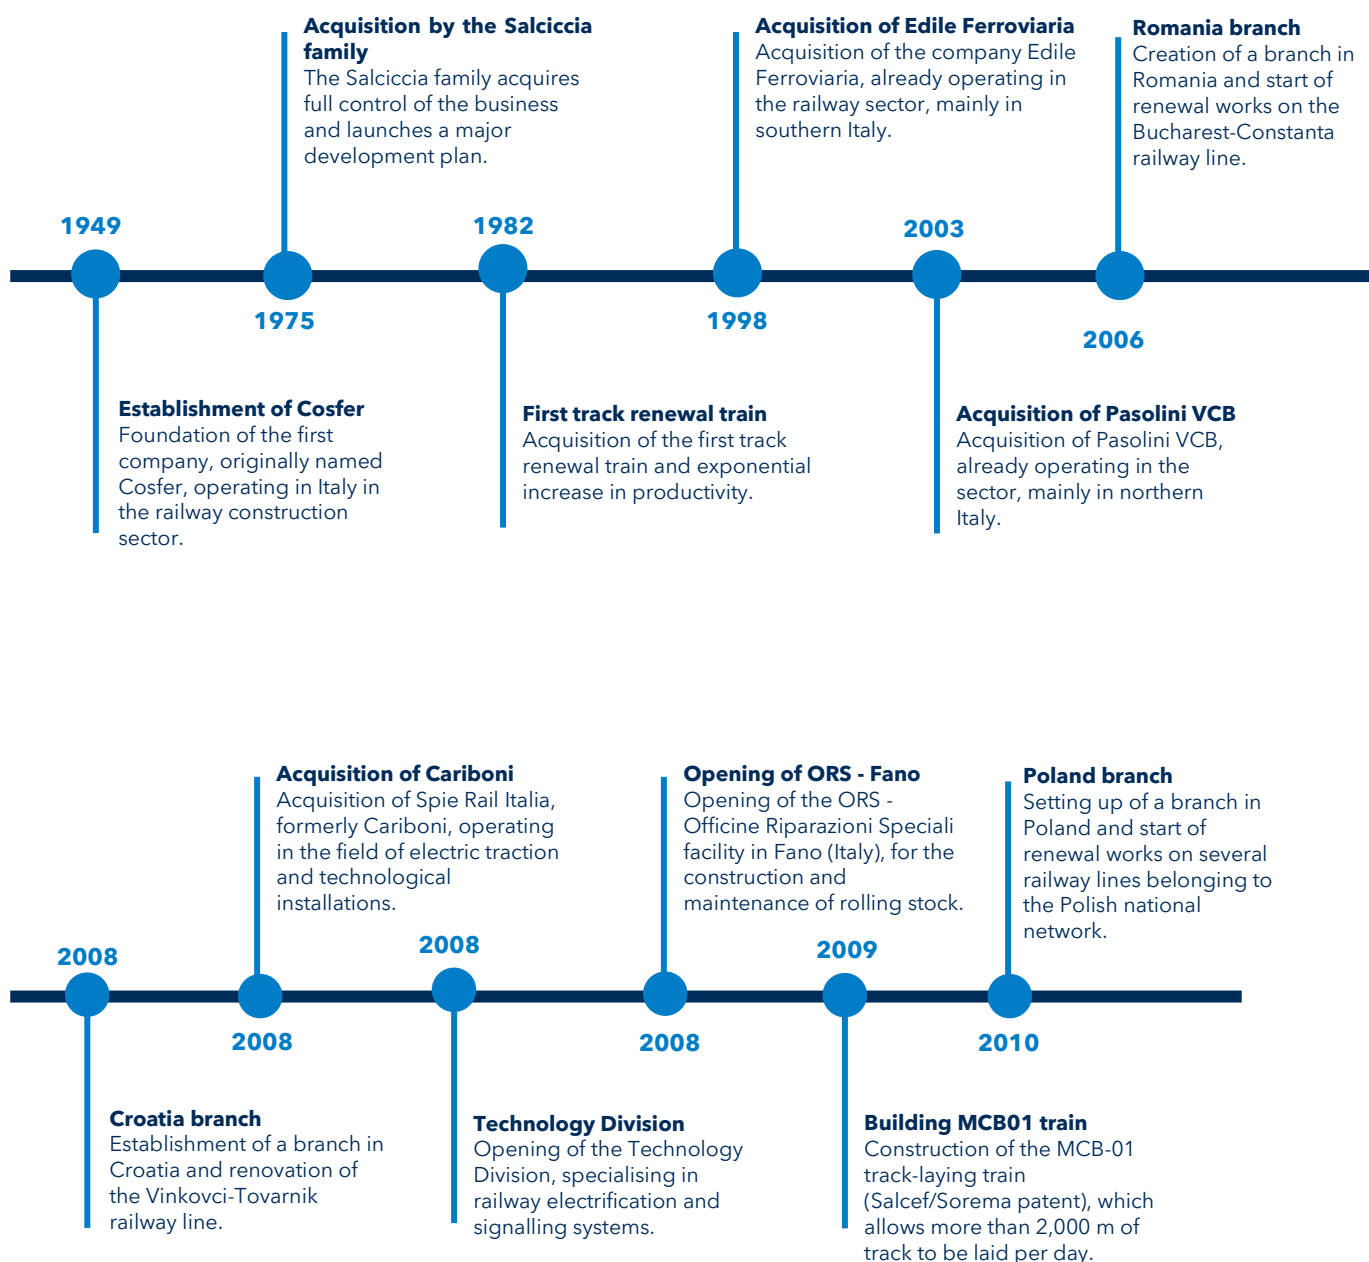 Acquisition by the Salciccia
family
The Salciccia family acquires
full control of the business
and launches a major
development plan.
Acquisition of Edile Ferroviaria
Acquisition of the company Edile
Ferroviaria, already operating in
the railway sector, mainly in
southern Italy.
Romania branch
Creation of a branch in
Romania and start of
renewal works on the
Bucharest-Constanta
railway line.
1949
1982
2003
1975
1998
2006
Establishment of Cosfer
Foundation of the first
company, originally named
Cosfer, operating in Italy in
the railway construction
sector.
First track renewal train
Acquisition of the first track
renewal train and exponential
increase in productivity.
Acquisition of Pasolini VCB
Acquisition of Pasolini VCB,
already operating in the
sector, mainly in northern
Italy.
Acquisition of Cariboni
Acquisition of Spie Rail Italia,
formerly Cariboni, operating
in the field of electric traction
and technological
installations.
Opening of ORS - Fano
Opening of the ORS -
Officine Riparazioni Speciali
facility in Fano (Italy), for the
construction and
maintenance of rolling stock.
Poland branch
Setting up of a branch in
Poland and start of
renewal works on several
railway lines belonging to
the Polish national
network.
2008
2008
2009
2008
2008
2010
Croatia branch
Establishment of a branch in
Croatia and renovation of
the Vinkovci-Tovarnik
railway line.
Technology Division
Opening of the Technology
Division, specialising in
railway electrification and
signalling systems.
Building MCB01 train
Construction of the MCB-01
track-laying train
(Salcef/Sorema patent), which
allows more than 2,000 m of
track to be laid per day.